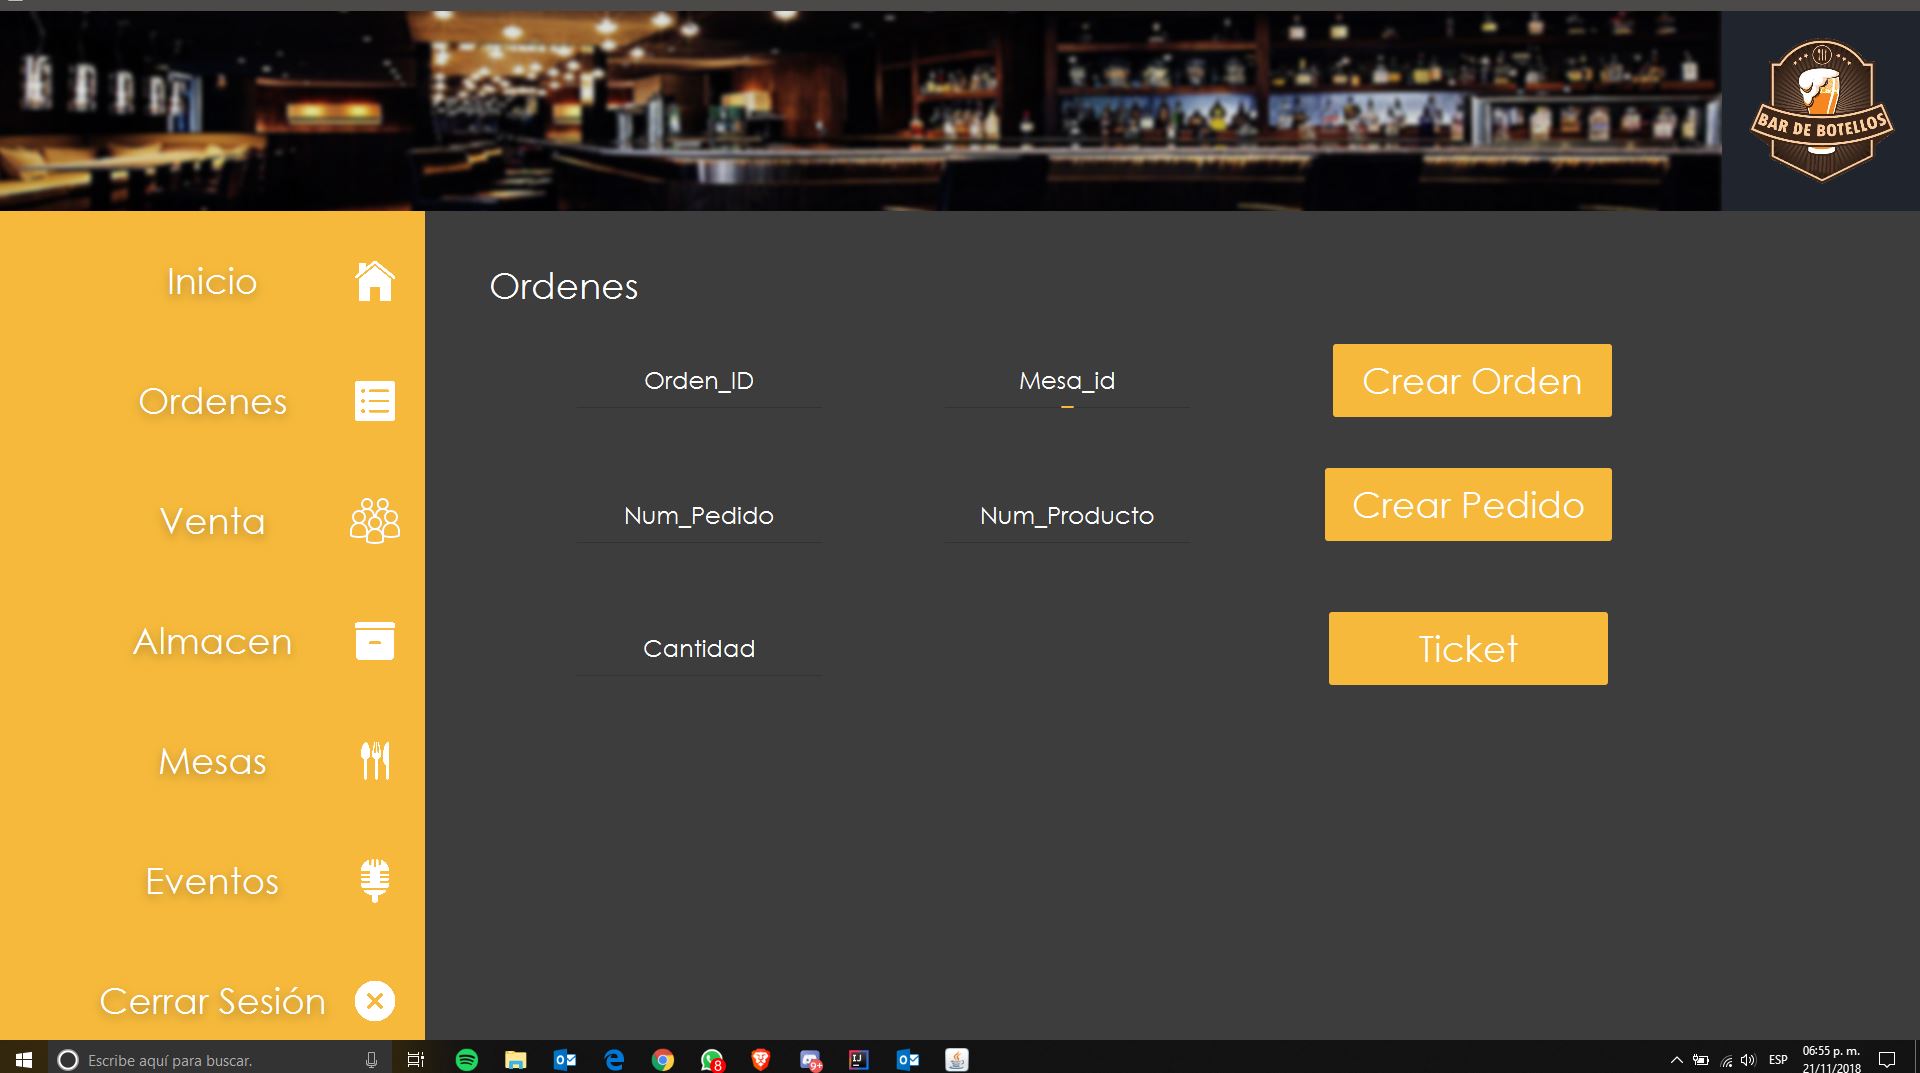 BAR DE BOTELLOS
Inicio
Ordenes
Venta
Almacen
Mesas
Eventos
Cerrar Sesión
Ordenes
Orden_ID
Mesa_id
Crear Orden
Num_Pedido
Num_Producto
Crear Pedido
Cantidad
Ticket
Escribe aquí para buscar.
8
9+
IJ
ESP
06:55 p. m.
21/11/2018